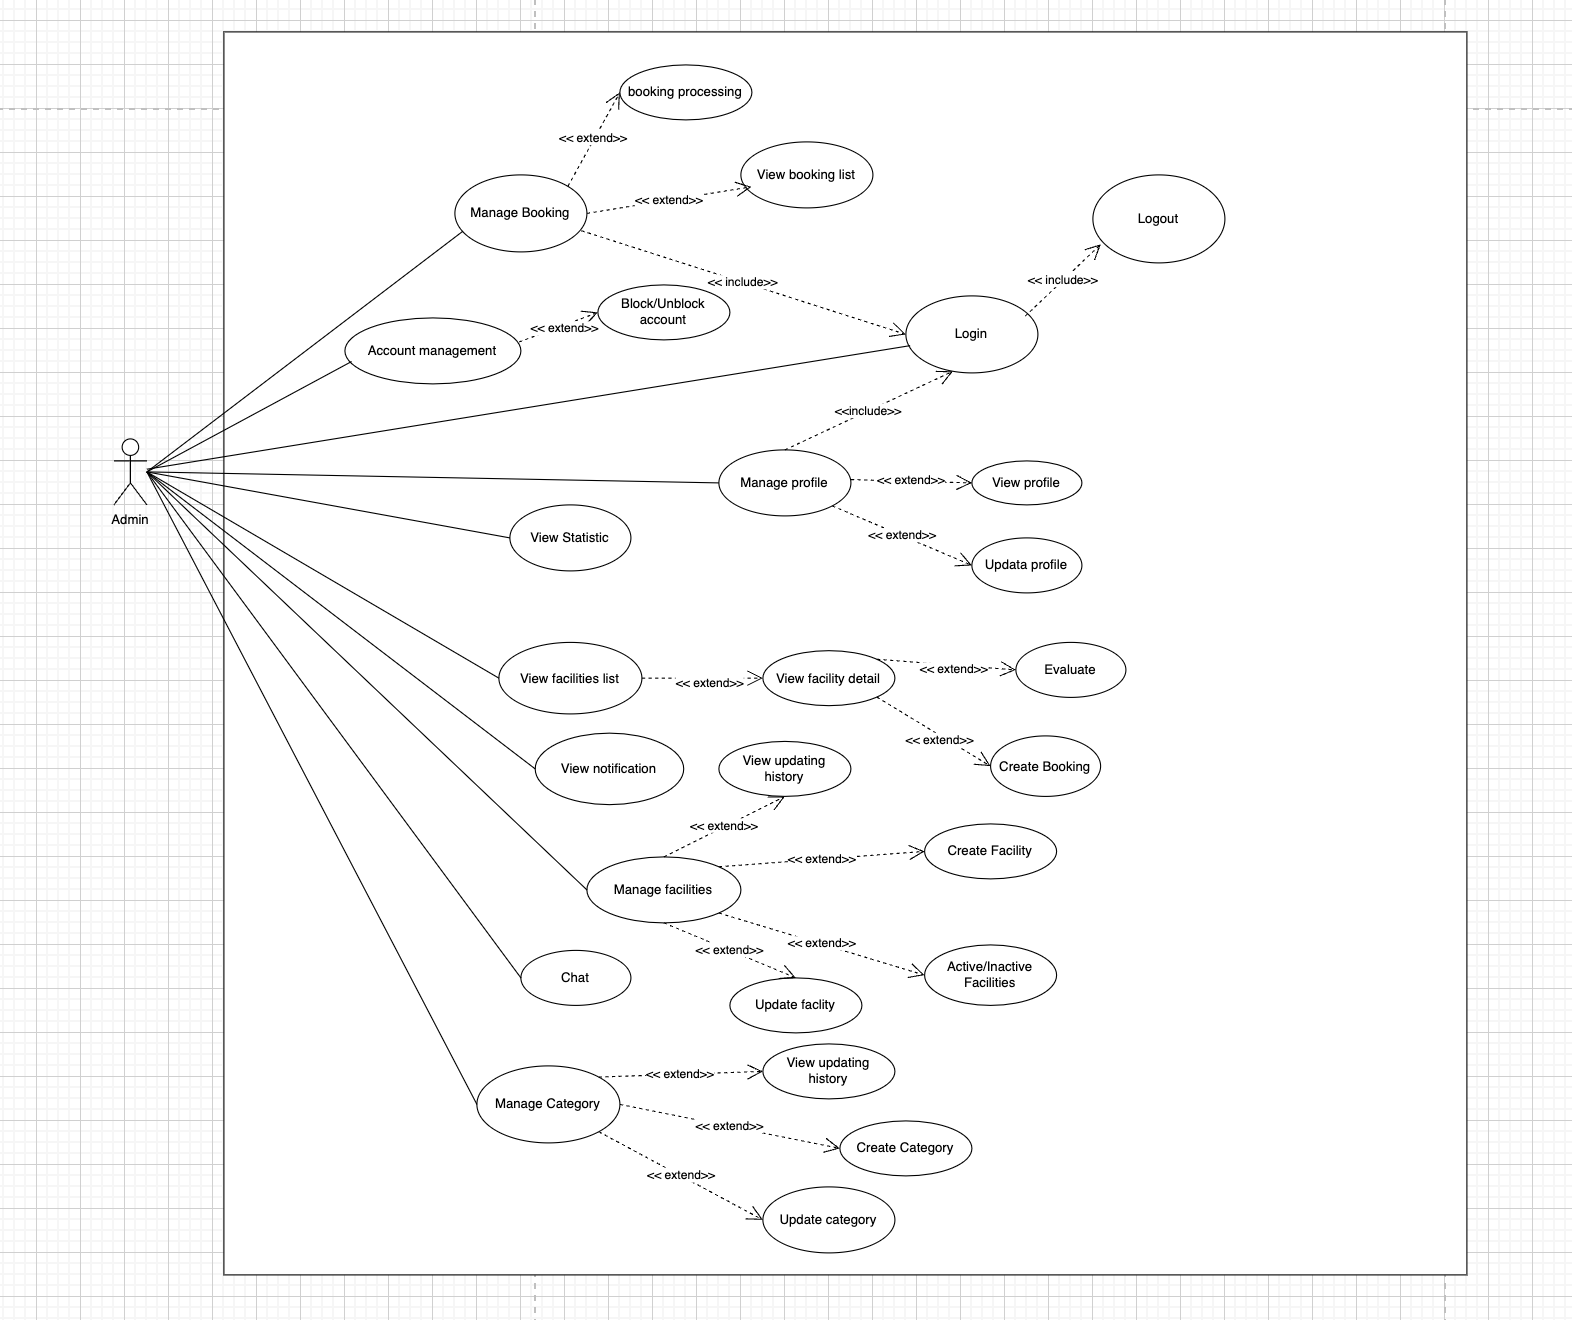 booking processing
<< extend>>
View booking list
<< extend>>
Manage Booking
Logout
<< include>>
<< include>>
Block/Unblock
account
<< extend>>
Account management
Login
<<include>>
Admin
Manage profile
<< extend>>
View profile
<< extend>>
View Statistic
Updata profile
View facilities list
<< extend>>
View facility detail
<< extend>>
Evaluate
<< extend>>
Create Booking
View notification
View updating
history
<< extend>>
Create Facility
<< extend>>
Manage facilities
<< extend>>
<< extend>>
Active/Inactive
Facilities
Chat
Update faclity
View updating
history
<< extend>>
Manage Category
<< extend>>
Create Category
<< extend>>
Update category